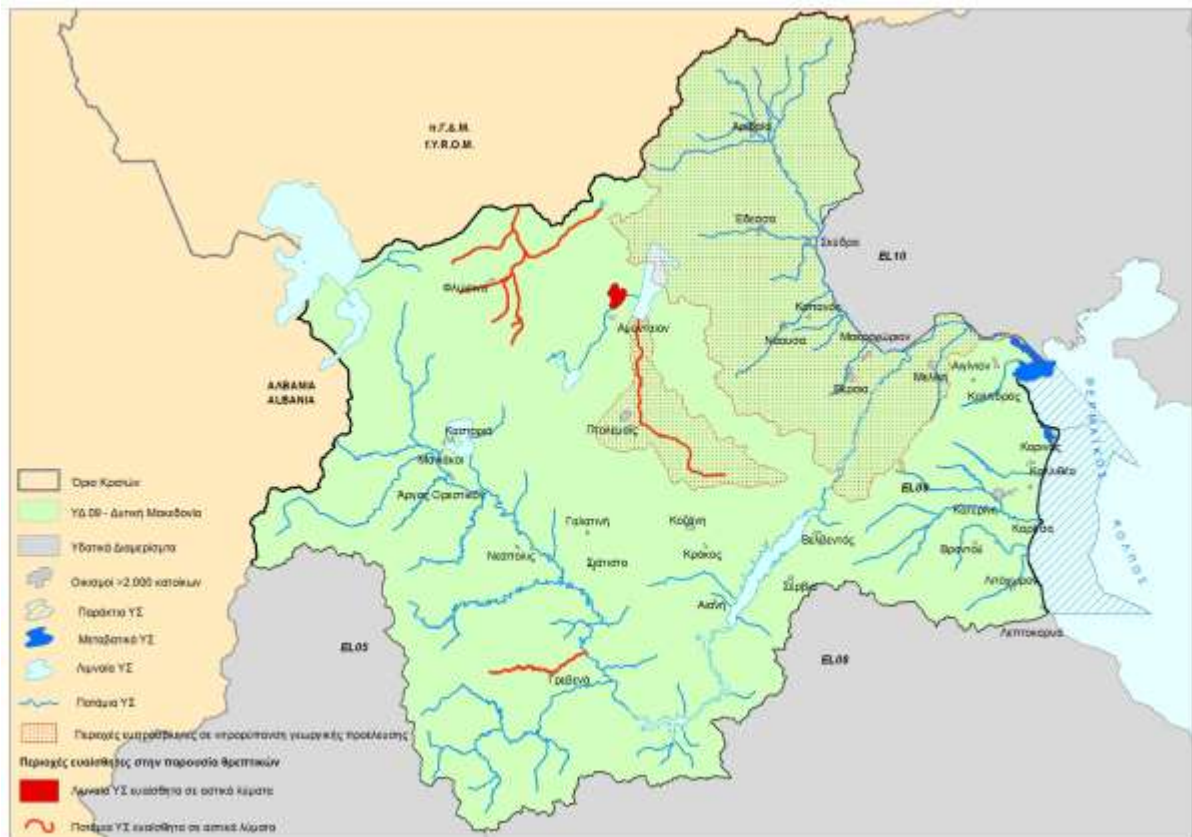 π.Γ.Δ.Μ.
F.Y.R.O.M.
Αριδαία
Έδεσσα
Σκύδρα
EL10
Φλώρινα
Αμύνταιον
Κοπανός
Νάουσα
Μακροχώριον
Βέροια
Μελίκη
Αιγίνιον
Κολινδρός
ΑΛΒΑΝΙΑ
ALBANIA
Πτολεμαΐς
ΘΕΡΜΑΪΚΟΣ
ΚΟΛΠΟΣ
Καστοριά
Μανιάκοι
Άργος Ορεστικόν
Κορινός
Καλλιθέα
EL09
Κατερίνη
Γαλατινή
Κοζάνη
Βελβεντός
Βροντού
Νεάπολις
Σιάτιστα
Κρόκος
Λιτόχωρον
Σέρβια
Αιανή
Λεπτοκαρυά
EL05
EL08
Γρεβενά
Όρια Κρατών
ΥΔ 09 - Δυτική Μακεδονία
Υδατικά Διαμερίσματα
Οικισμοί >2.000 κατοίκων
Παράκτια ΥΣ
Μεταβατικά ΥΣ
Λιμναία ΥΣ
Ποτάμια ΥΣ
Περιοχές ευπρόσβλητες σε νιτρορύπανση γεωργικής προέλευσης
Περιοχές ευαίσθητες στην παρουσία θρεπτικών
Λιμναία ΥΣ ευαίσθητα σε αστικά λύματα
Ποτάμια ΥΣ ευαίσθητα σε αστικά λύματα